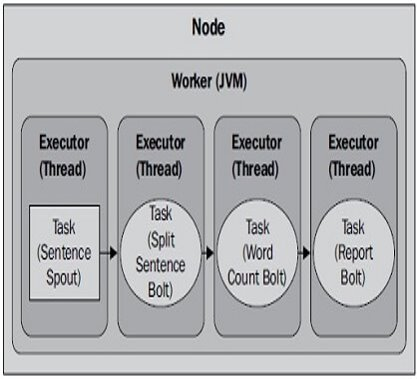 Node
Worker (JVM)
Executor
(Thread)
Executor
(Thread)
Executor
(Thread)
Executor
(Thread)
Task
(Sentence
Spout)
Task
(Split
Sentence
Bolt)
Task
(Word
Count Bolt)
Task
(Report
Bolt)